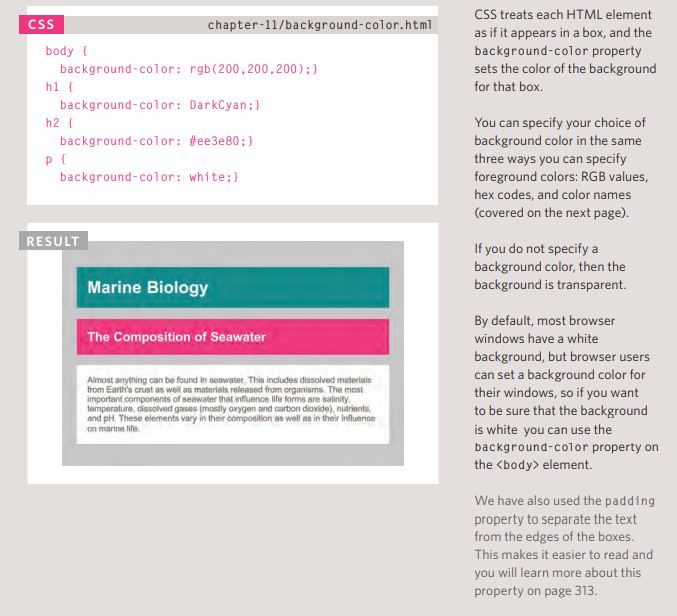 CSS
chapter-11/background-color.html
body {
background-color: rgb(200,200,200);}
h1 {
background-color: DarkCyan;}
h2 {
background-color: #ee3e80;}
p {
background-color: white;}
RESULT
Marine Biology
The Composition of Seawater
Almost anything can be found in seawater. This includes dissolved materials
from Earth's crust as well as materials released from organisms. The most
important components of seawater that influence life forms are salinity,
temperature, dissolved gases (mostly oxygen and carbon dioxide), nutrients,
and pH. These elements vary in their composition as well as in their influence
on marine life.
CSS treats each HTML element
as if it appears in a box, and the
background-color property
sets the color of the background
for that box.
You can specify your choice of
background color in the same
three ways you can specify
foreground colors: RGB values,
hex codes, and color names
(covered on the next page).
If you do not specify a
background color, then the
background is transparent.
By default, most browser
windows have a white
background, but browser users
can set a background color for
their windows, so if you want
to be sure that the background
is white you can use the
background-color property on
the <body> element.
We have also used the padding
property to separate the text
from the edges of the boxes.
This makes it easier to read and
you will learn more about this
property on page 313.